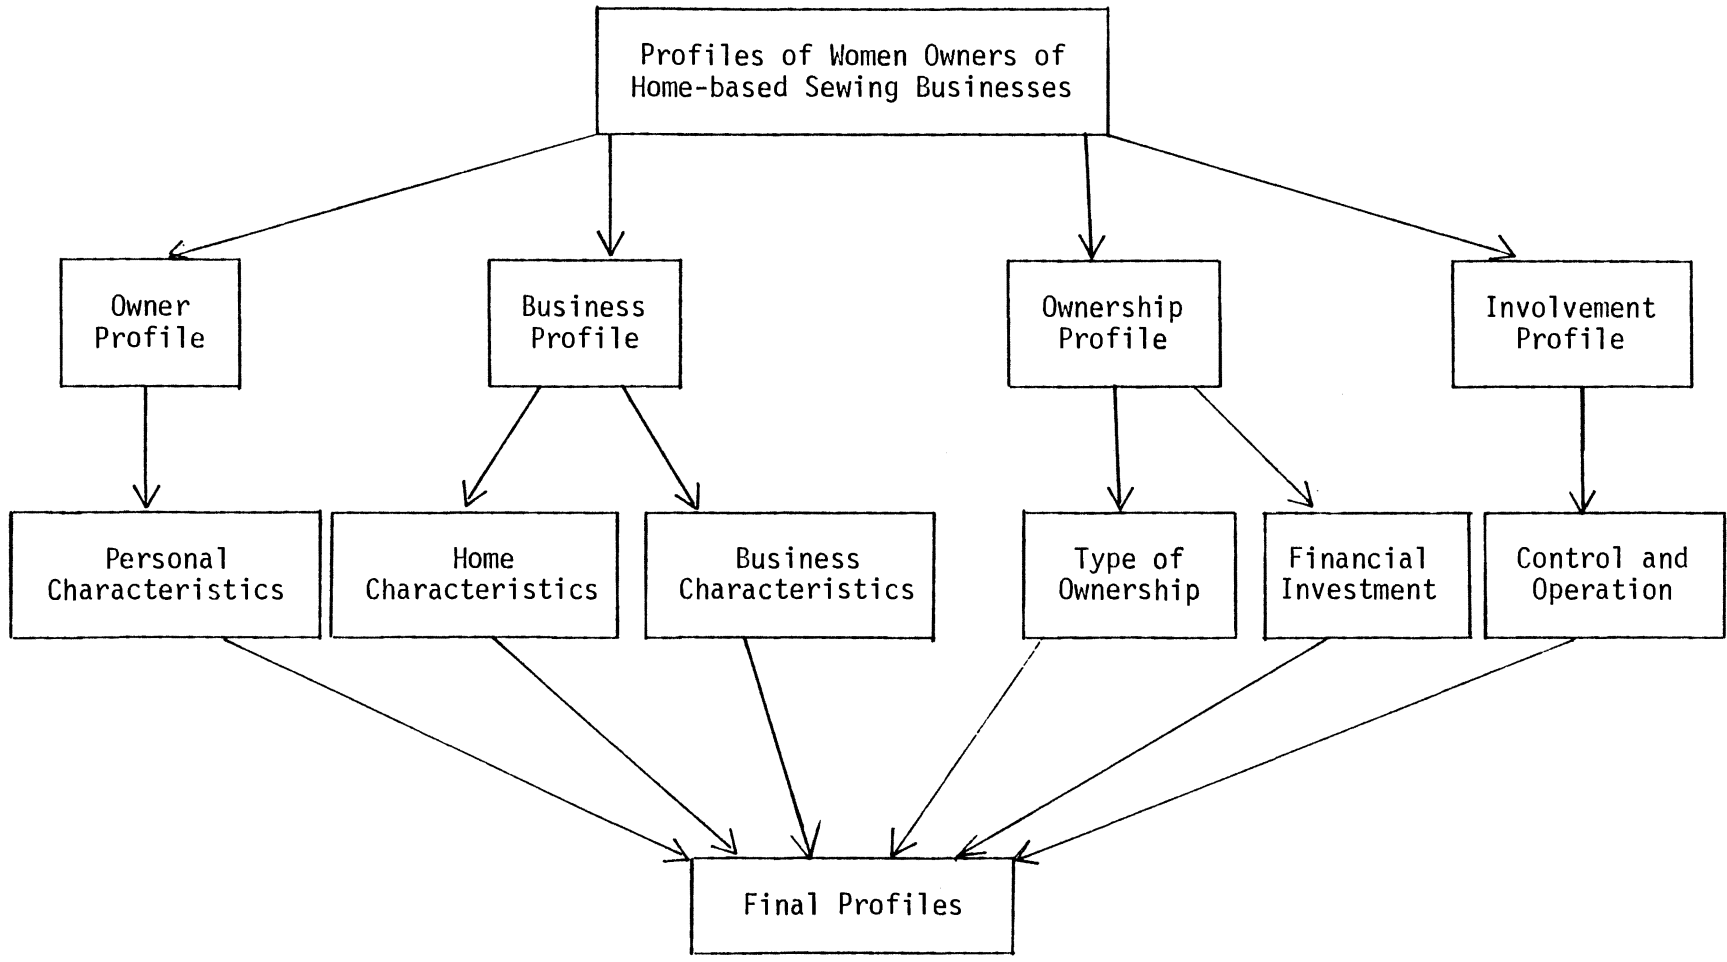 Profiles of Women Owners of
Home-based Sewing Businesses
Owner
Profile
Business
Profile
Ownership
Profile
Involvement
Profile
Personal
Characteristics
Home
Characteristics
Business
Characteristics
Type of
Ownership
Financial
Investment
Control and
Operation
Final Profiles